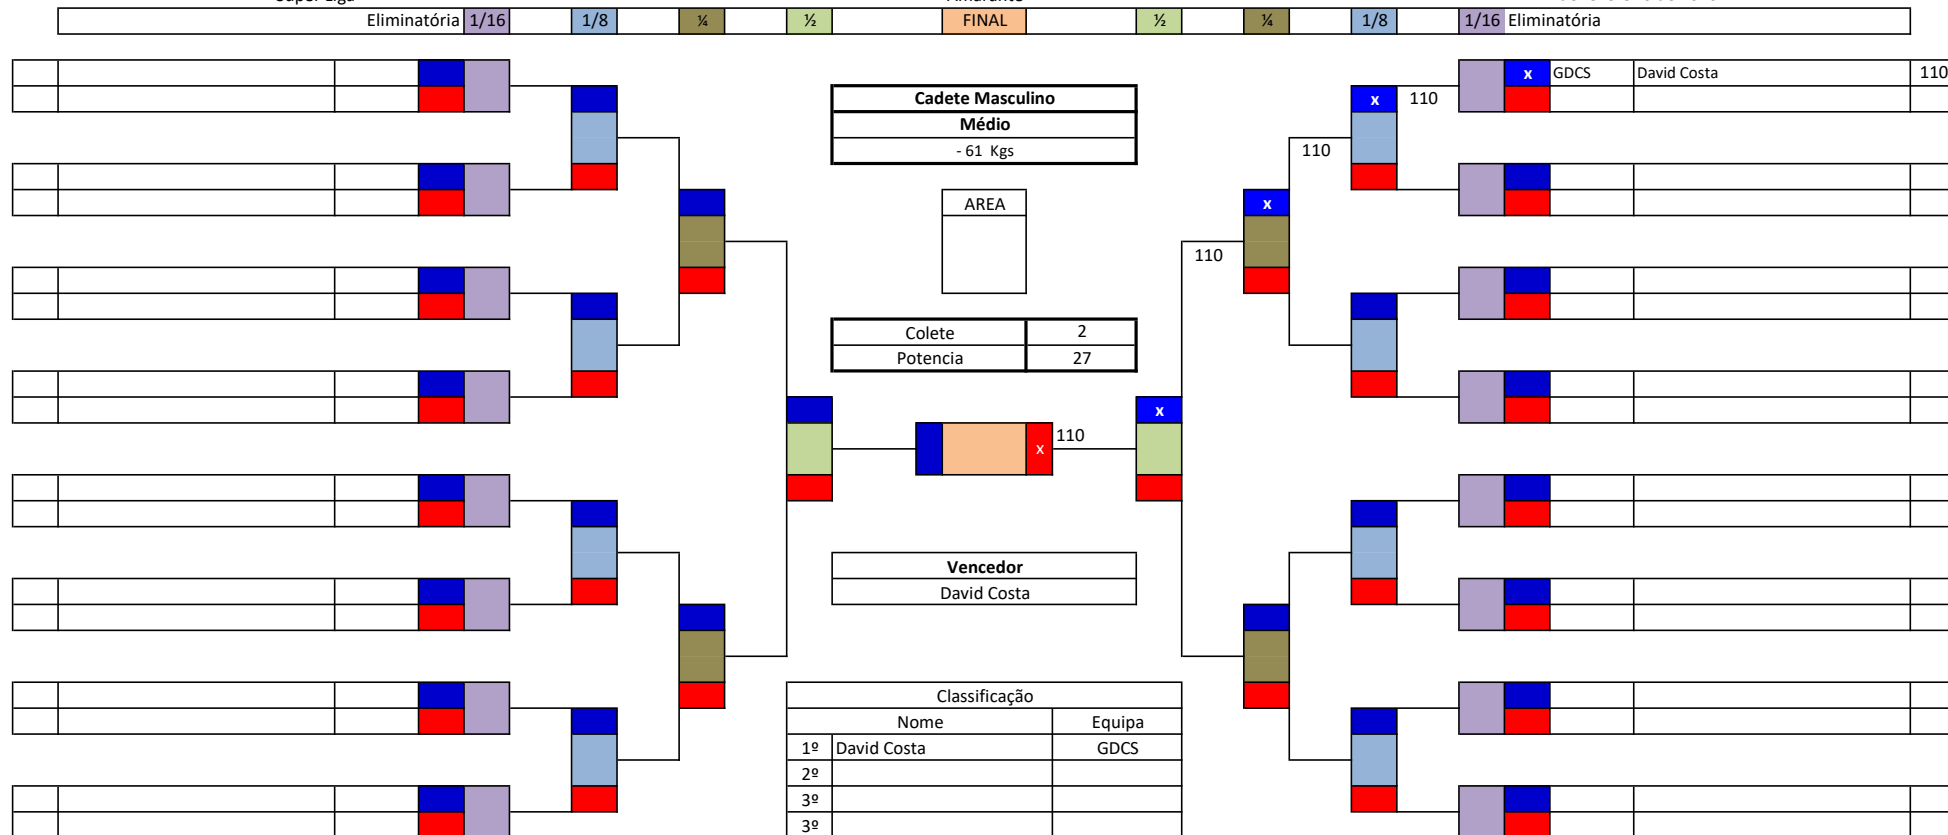 Eliminatória 1/16 1/8 ¼ ½ FINAL ½ ¼ 1/8 1/16 Eliminatória
x GDCS David Costa 110
Cadete Masculino x 110
Médio
- 61 Kgs 110
AREA x
110
Colete 2
Potencia 27
x
x 110
Vencedor
David Costa
Classificação
Nome Equipa
1º David Costa GDCS
2º
3º
3º